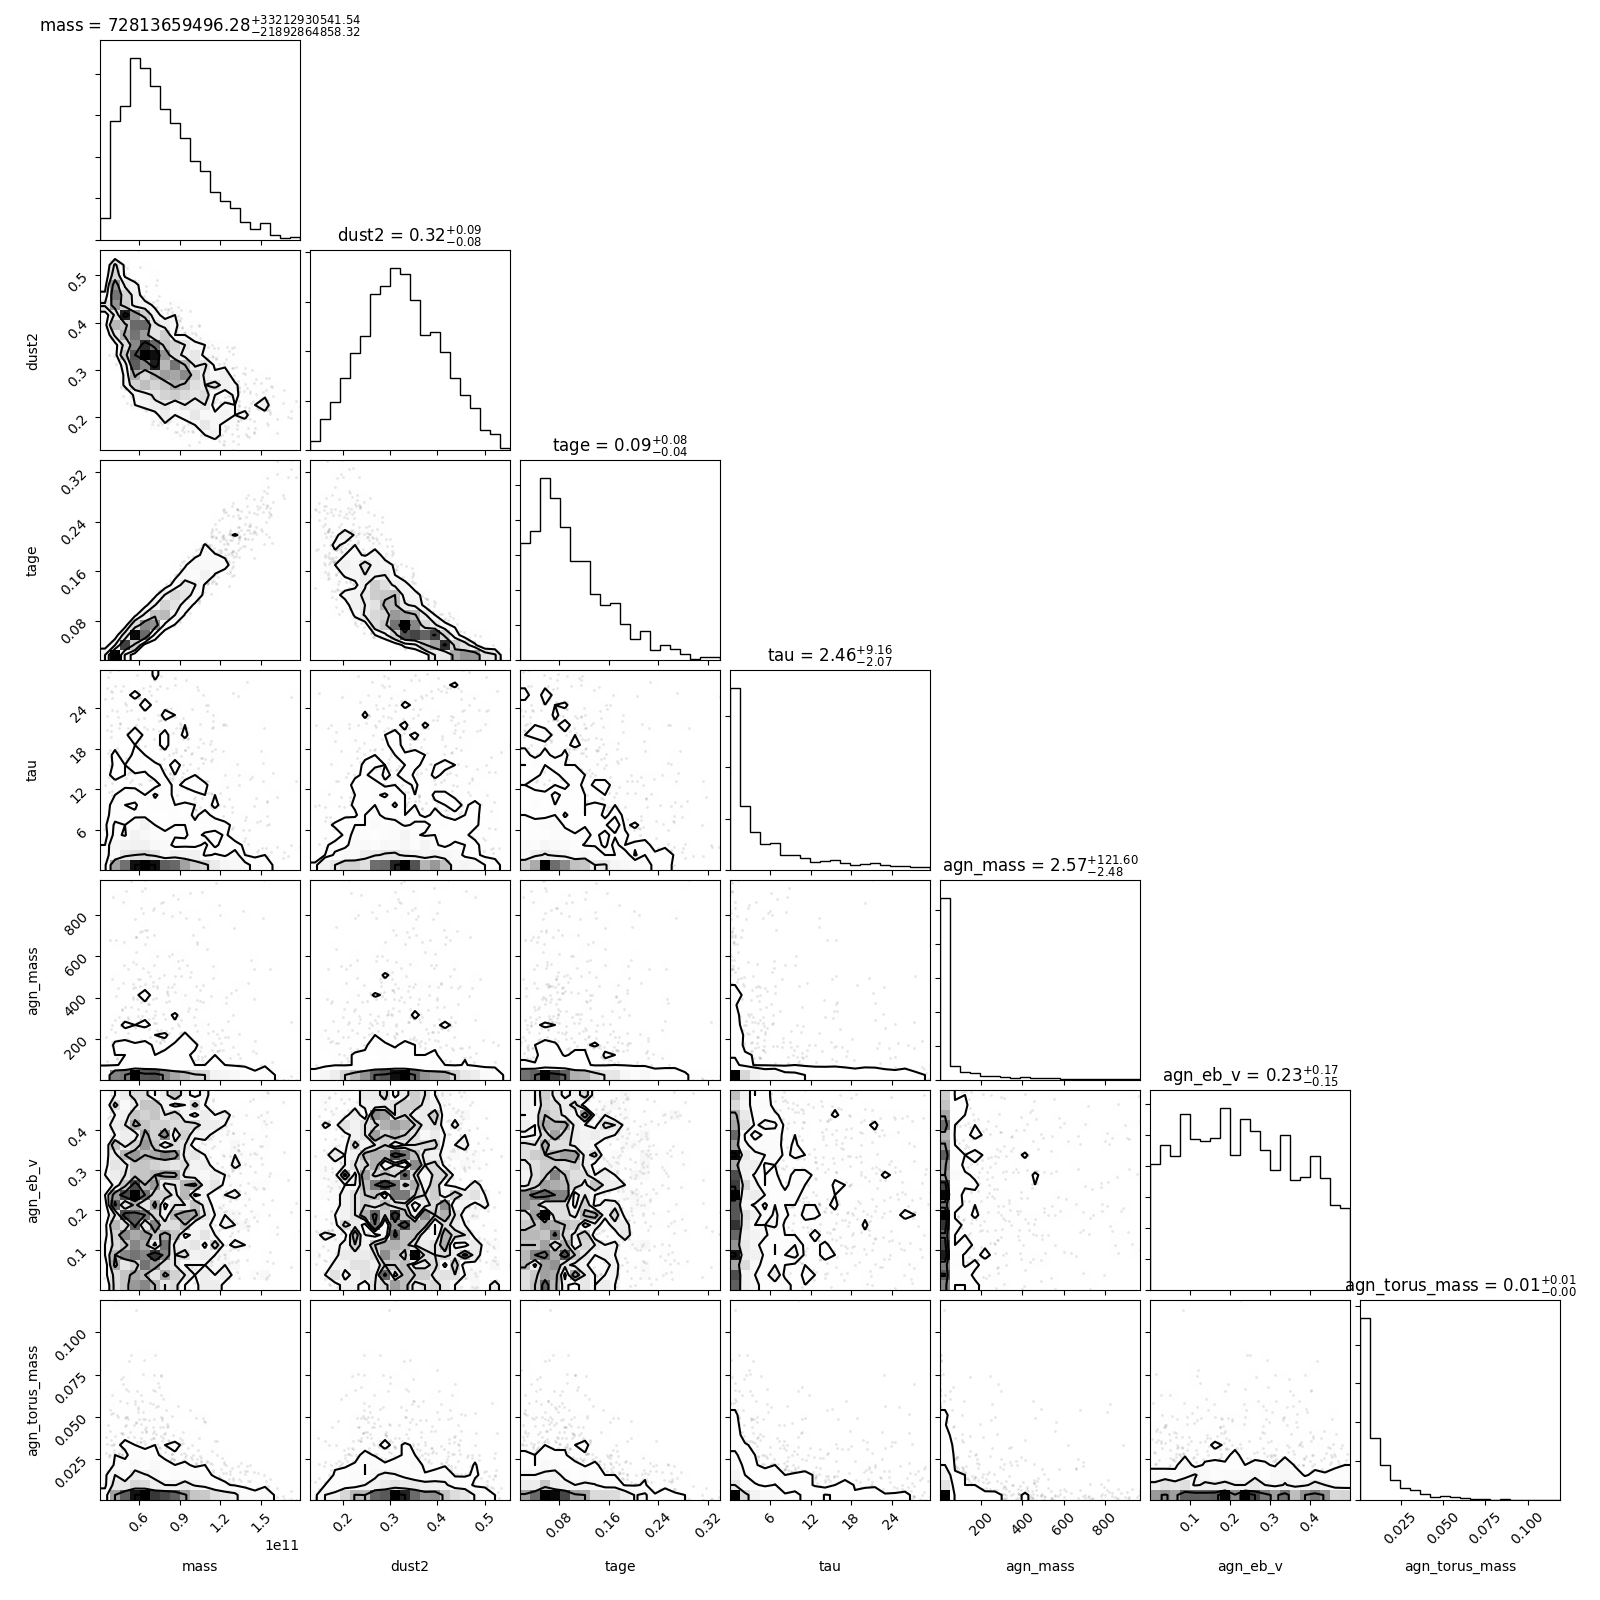 mass = 72813659496.28+33212930541.54−21892864858.32
dust2 = 0.32+0.09−0.08
0.5
0.4
0.3
0.2
dust2
tage = 0.09+0.08−0.04
0.32
0.24
0.16
0.08
tage
tau = 2.46+9.16−2.07
24
18
12
6
tau
agn_mass = 2.57+121.60−2.48
800
600
400
200
agn_mass
agn_eb_v = 0.23+0.17−0.15
0.4
0.3
0.2
0.1
agn_eb_v
agn_torus_mass = 0.01+0.01−0.00
0.100
0.075
0.050
0.025
agn_torus_mass
0.6 0.9 1.2 1.5 0.2 0.3 0.4 0.5 0.08 0.16 0.24 0.32 6 12 18 24 200 400 600 800 0.1 0.2 0.3 0.4 0.025 0.050 0.075 0.100
1e11
mass dust2 tage tau agn_mass agn_eb_v agn_torus_mass